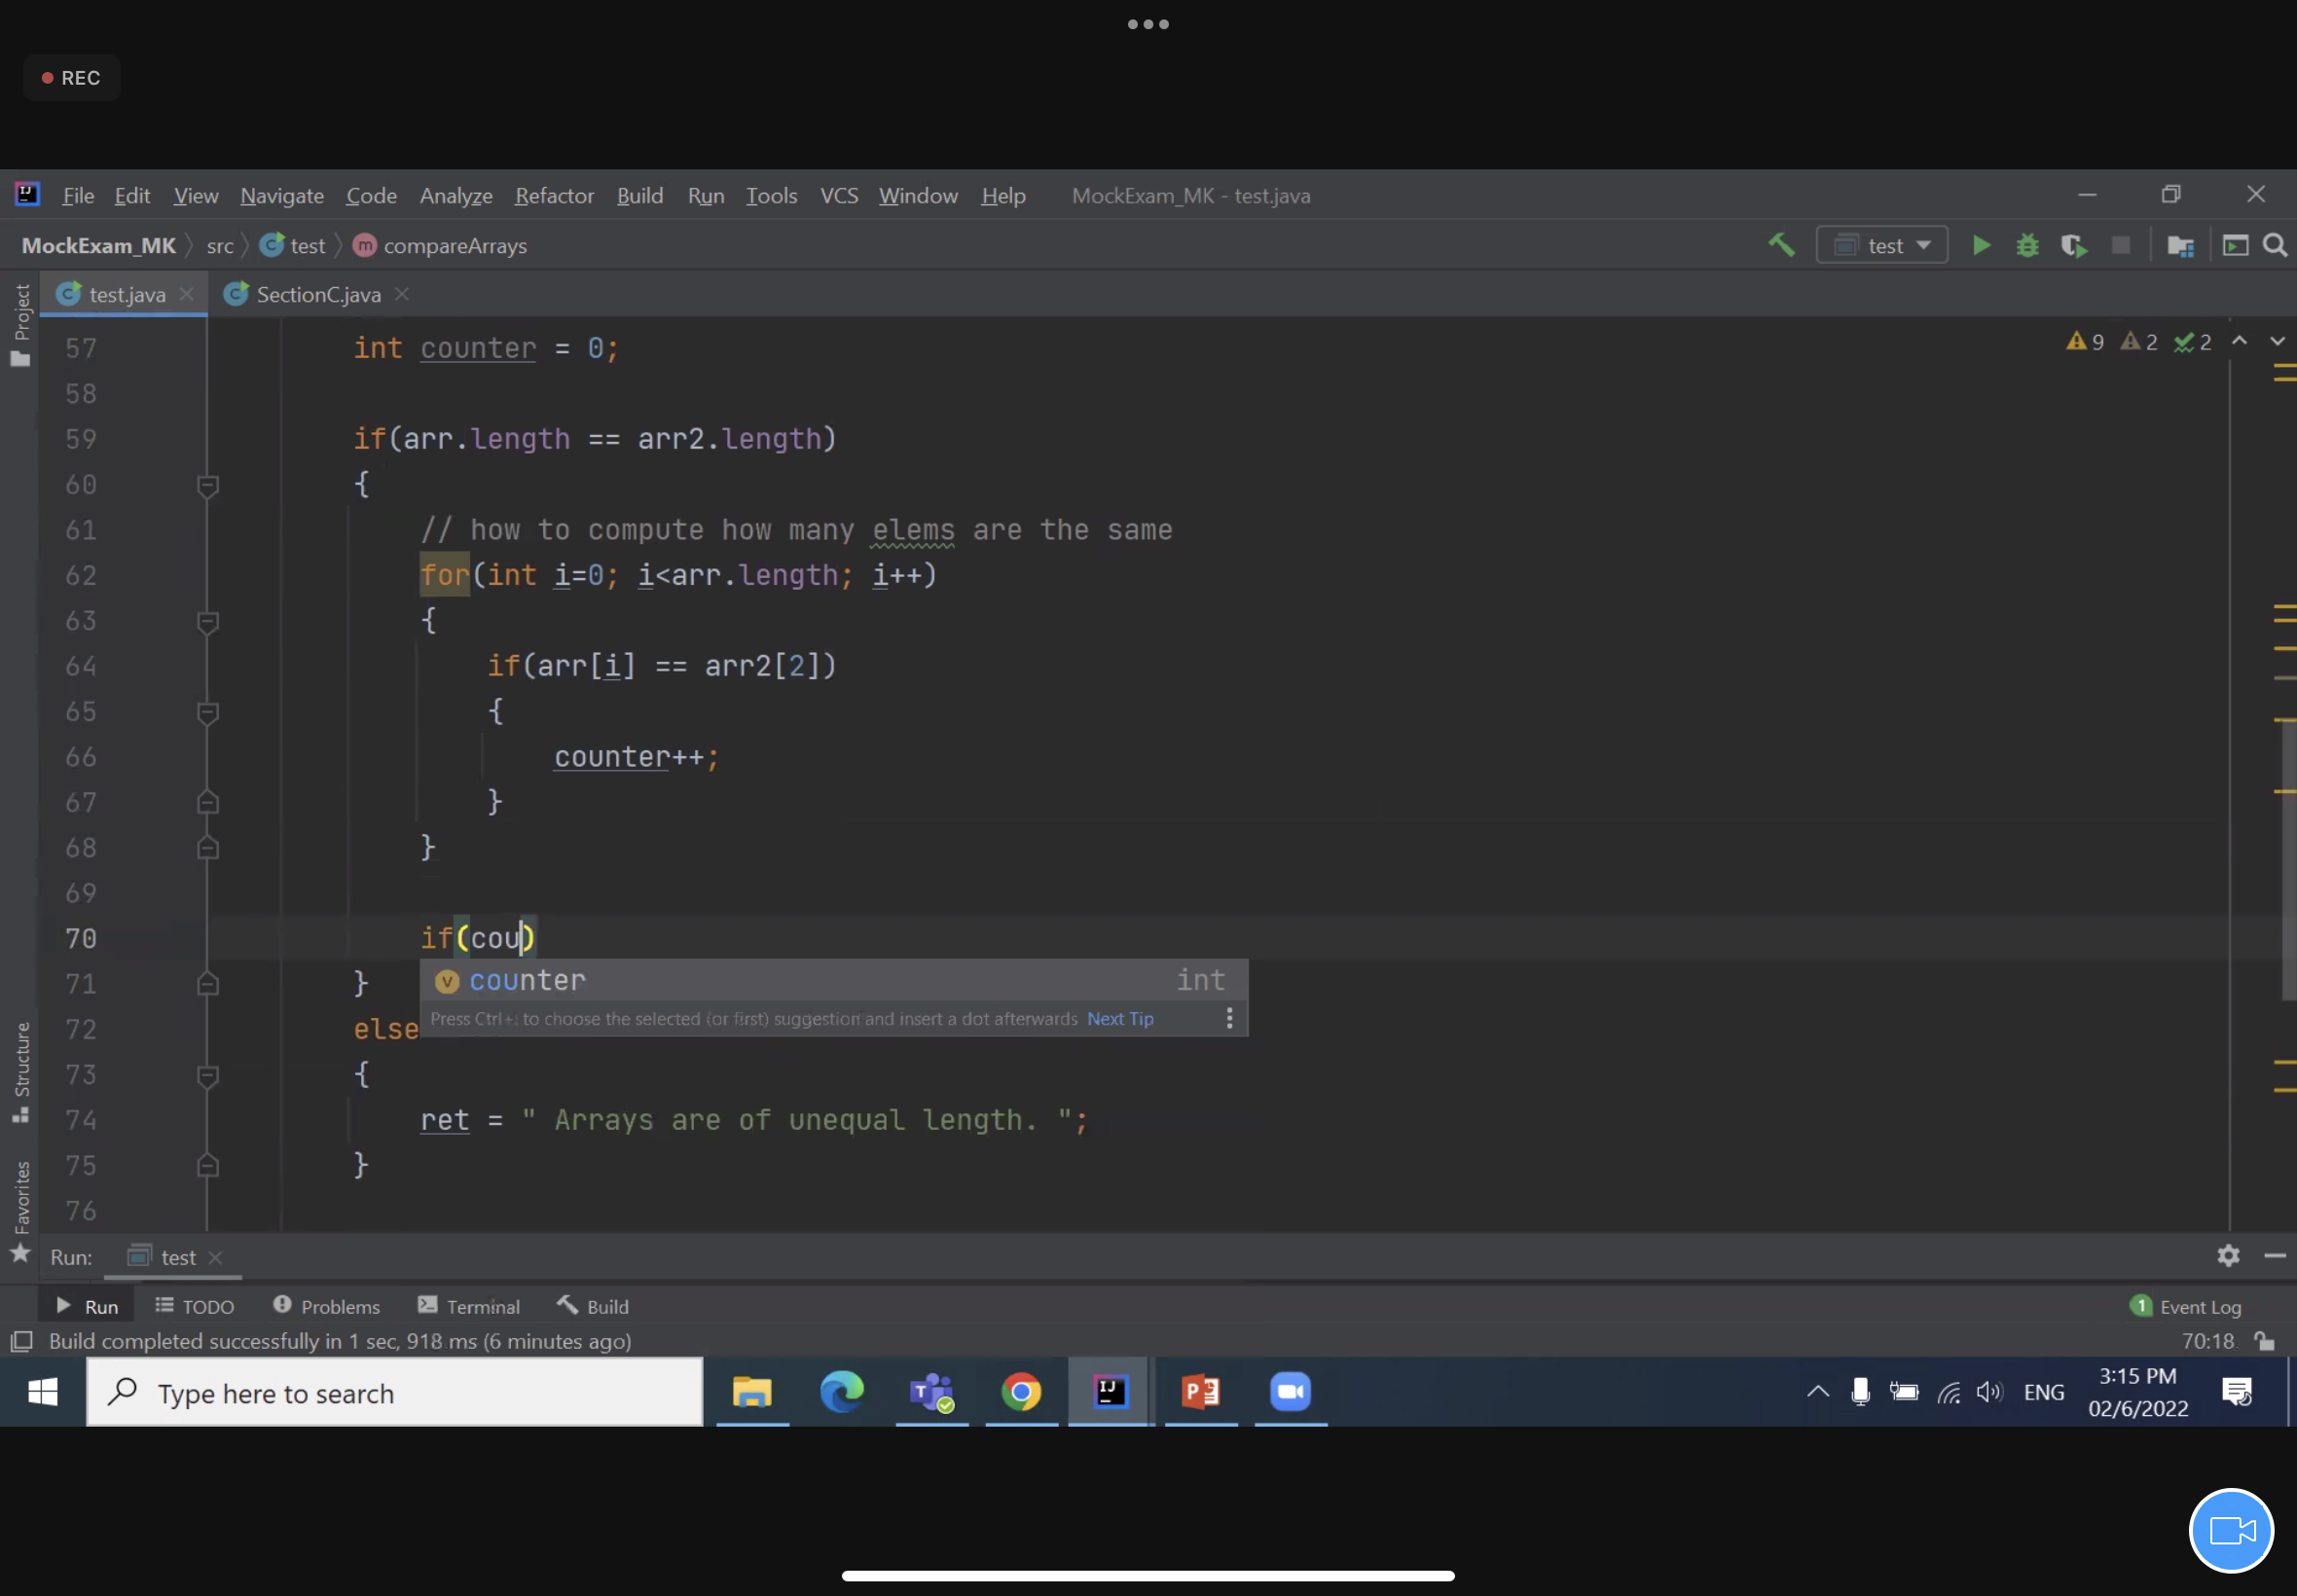 REC
File Edit View Navigate Code Analyze Refactor Build Run Tools VCS Window Help MockExam_MK - test.java
MockExam_MK src test compareArrays test
Project
test.java SectionC.java
9 2 2
57 int counter = 0;
58
59 if(arr.length == arr2.length)
60 {
61 // how to compute how many elems are the same
62 for(int i=0; i<arr.length; i++)
63 {
64 if(arr[i] == arr2[2])
65 {
66 counter++;
67 }
68 }
69
70 if(cou)
71 }
counter int
Press Ctrl+. to choose the selected (or first) suggestion and insert a dot afterwards Next Tip
72 else
73 {
74 ret = " Arrays are of unequal length. ";
75 }
76
Structure
Favorites
Run: test
Run TODO Problems Terminal Build 1 Event Log
Build completed successfully in 1 sec, 918 ms (6 minutes ago) 70:18
Type here to search
ENG
3:15 PM
02/6/2022